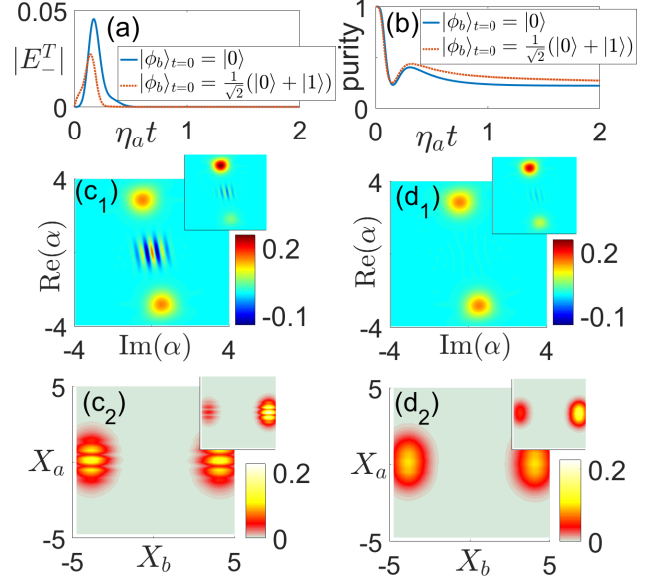 0.05
(a)
|E_-^T|
|ϕ_b⟩_{t=0} = |0⟩
|ϕ_b⟩_{t=0} = 1/√2(|0⟩ + |1⟩)
0
0 1 2
η_a t
1
(b)
purity
|ϕ_b⟩_{t=0} = |0⟩
|ϕ_b⟩_{t=0} = 1/√2(|0⟩ + |1⟩)
0
0 1 2
η_a t
4
(c_1)
Re(α)
0.2
-0.1
-4
-4 Im(α) 4
4
(d_1)
Re(α)
0.2
-0.1
-4
-4 Im(α) 4
5
(c_2)
X_a
0.2
0
-5
-5 X_b 5
5
(d_2)
X_a
0.2
0
-5
-5 X_b 5